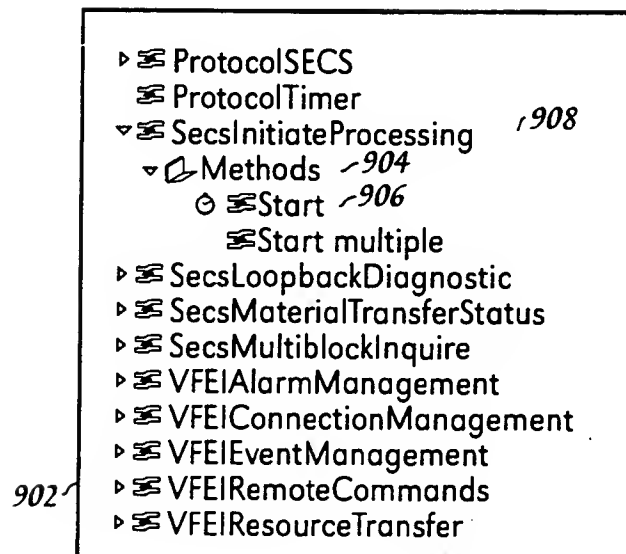 ProtocolSECS
ProtocolTimer
SecsInitiateProcessing 908
Methods 904
Start 906
Start multiple
SecsLoopbackDiagnostic
SecsMaterialTransferStatus
SecsMultiblockInquire
VFEIAlarmManagement
VFEIConnectionManagement
VFEIEventManagement
902 VFEIRemoteCommands
VFEIResourceTransfer